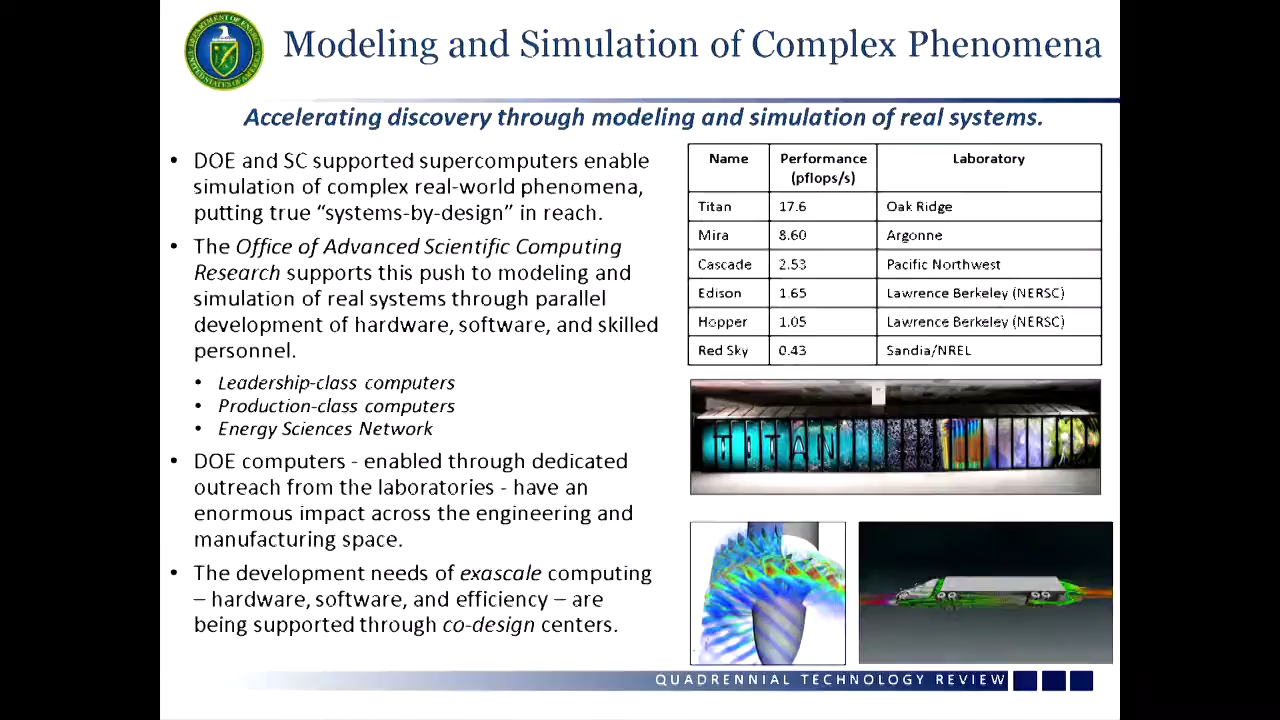 Modeling and Simulation of Complex Phenomena
Accelerating discovery through modeling and simulation of real systems.
• DOE and SC supported supercomputers enable
simulation of complex real-world phenomena,
putting true “systems-by-design” in reach.
• The Office of Advanced Scientific Computing
Research supports this push to modeling and
simulation of real systems through parallel
development of hardware, software, and skilled
personnel.
• Leadership-class computers
• Production-class computers
• Energy Sciences Network
• DOE computers - enabled through dedicated
outreach from the laboratories - have an
enormous impact across the engineering and
manufacturing space.
• The development needs of exascale computing
– hardware, software, and efficiency – are
being supported through co-design centers.
Name Performance Laboratory
(pflops/s)
Titan 17.6 Oak Ridge
Mira 8.60 Argonne
Cascade 2.53 Pacific Northwest
Edison 1.65 Lawrence Berkeley (NERSC)
Hopper 1.05 Lawrence Berkeley (NERSC)
Red Sky 0.43 Sandia/NREL
TITAN
QUADRENNIAL TECHNOLOGY REVIEW